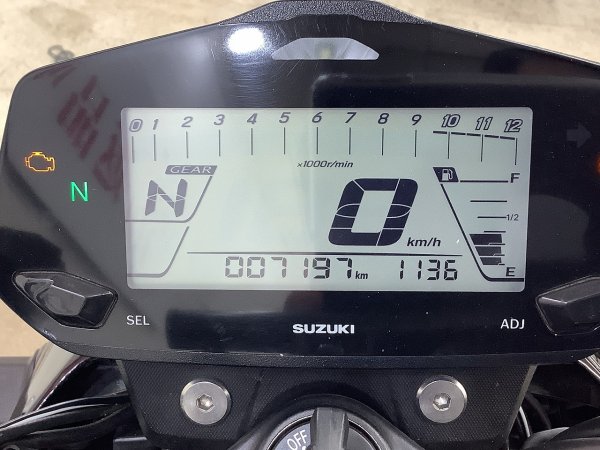 0 1 2 3 4 5 6 7 8 9 10 11 12
GEAR
×1000r/min
N
N
0
km/h
F
1/2
E
007197 km 1136
SEL
SUZUKI
ADJ
OFF